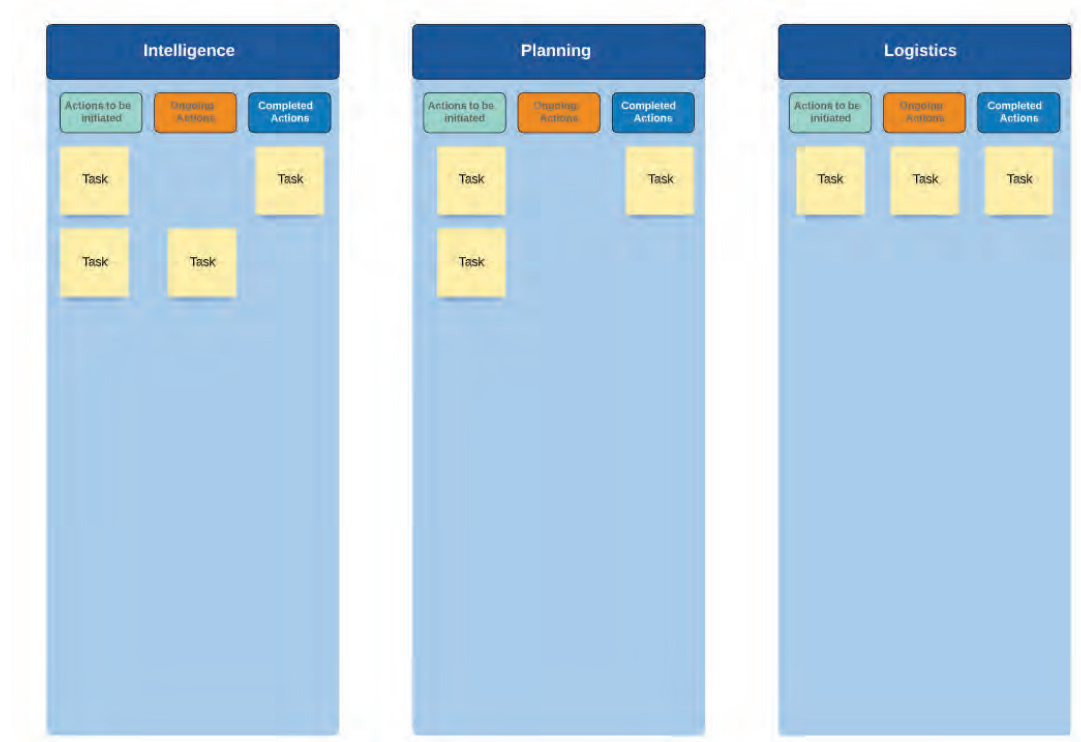 Intelligence
Actions to be
initiated
Ongoing
Actions
Completed
Actions
Task
Task
Task
Task
Planning
Actions to be
initiated
Ongoing
Actions
Completed
Actions
Task
Task
Task
Logistics
Actions to be
initiated
Ongoing
Actions
Completed
Actions
Task
Task
Task